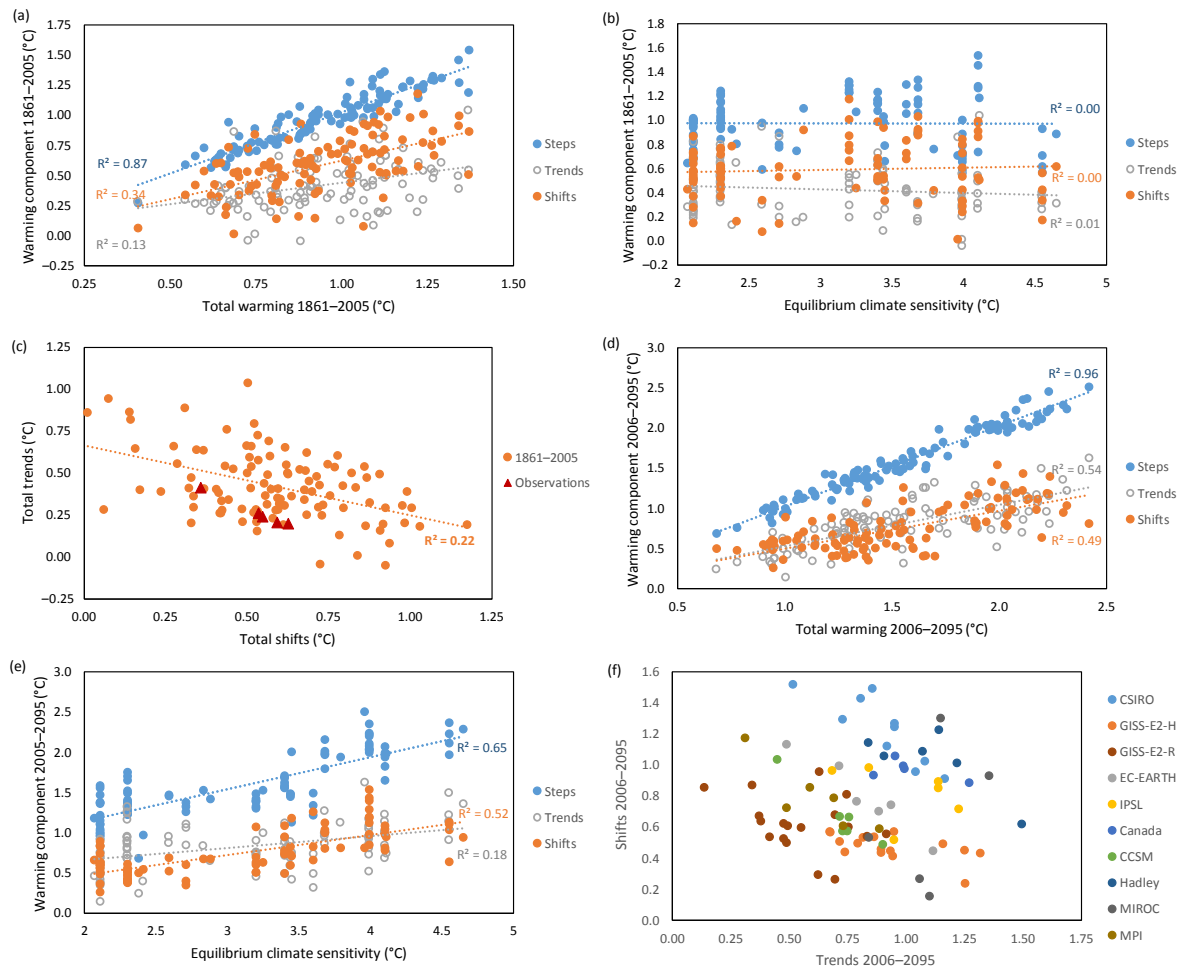 (a)
Warming component 1861–2005 (°C)
1.75
1.50
1.25
1.00
0.75
0.50
0.25
0.00
–0.25
R² = 0.87
R² = 0.34
R² = 0.13
0.25
0.50
0.75
1.00
1.25
1.50
Total warming 1861–2005 (°C)
Steps
Trends
Shifts
(b)
Warming component 1861–2005 (°C)
1.8
1.6
1.4
1.2
1.0
0.8
0.6
0.4
0.2
0.0
–0.2
R² = 0.00
R² = 0.00
R² = 0.01
2
2.5
3
3.5
4
4.5
5
Equilibrium climate sensitivity (°C)
Steps
Trends
Shifts
(c)
Total trends (°C)
1.25
1.00
0.75
0.50
0.25
0.00
–0.25
R² = 0.22
0.00
0.25
0.50
0.75
1.00
1.25
Total shifts (°C)
1861–2005
Observations
(d)
Warming component 2006–2095 (°C)
3.0
2.5
2.0
1.5
1.0
0.5
0.0
R² = 0.96
R² = 0.54
R² = 0.49
0.5
1.0
1.5
2.0
2.5
Total warming 2006–2095 (°C)
Steps
Trends
Shifts
(e)
Warming component 2005–2095 (°C)
3.0
2.5
2.0
1.5
1.0
0.5
0.0
R² = 0.65
R² = 0.52
R² = 0.18
2
2.5
3
3.5
4
4.5
5
Equilibrium climate sensitivity (°C)
Steps
Trends
Shifts
(f)
Shifts 2006–2095
1.6
1.4
1.2
1.0
0.8
0.6
0.4
0.2
0.0
0.00
0.25
0.50
0.75
1.00
1.25
1.50
1.75
Trends 2006–2095
CSIRO
GISS-E2-H
GISS-E2-R
EC-EARTH
IPSL
Canada
CCSM
Hadley
MIROC
MPI